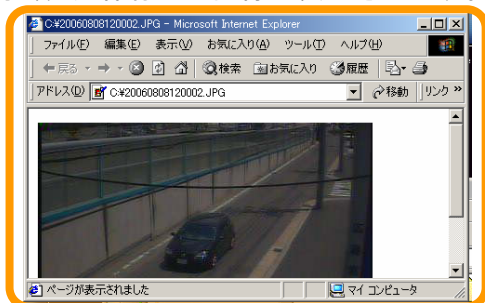 C:¥20060808120002.JPG - Microsoft Internet Explorer
ファイル(F) 編集(E) 表示(V) お気に入り(A) ツール(T) ヘルプ(H)
戻る 検索 お気に入り 履歴
アドレス(D) C:¥20060808120002.JPG 移動 リンク »
ページが表示されました マイ コンピュータ